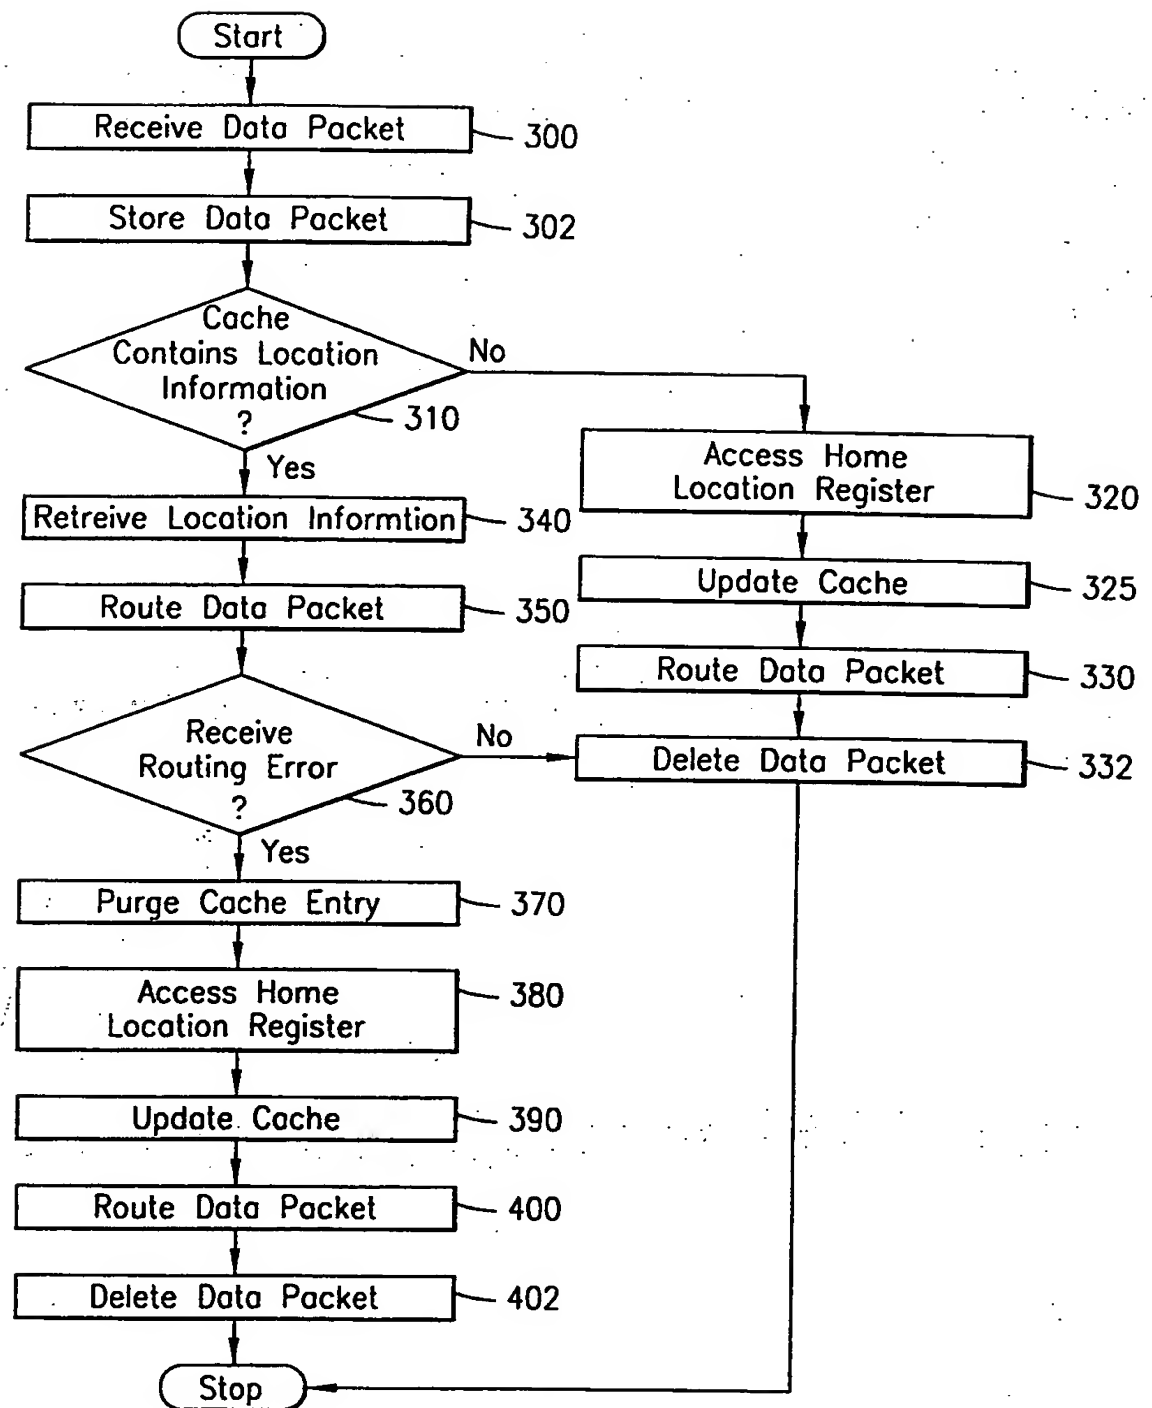 Start
Receive Data Packet
300
Store Data Packet
302
Cache
Contains Location
Information
?
310
No
Yes
Access Home
Location Register
320
Retreive Location Informtion
340
Update Cache
325
Route Data Packet
350
Route Data Packet
330
Receive
Routing Error
?
360
No
Delete Data Packet
332
Yes
Purge Cache Entry
370
Access Home
Location Register
380
Update Cache
390
Route Data Packet
400
Delete Data Packet
402
Stop